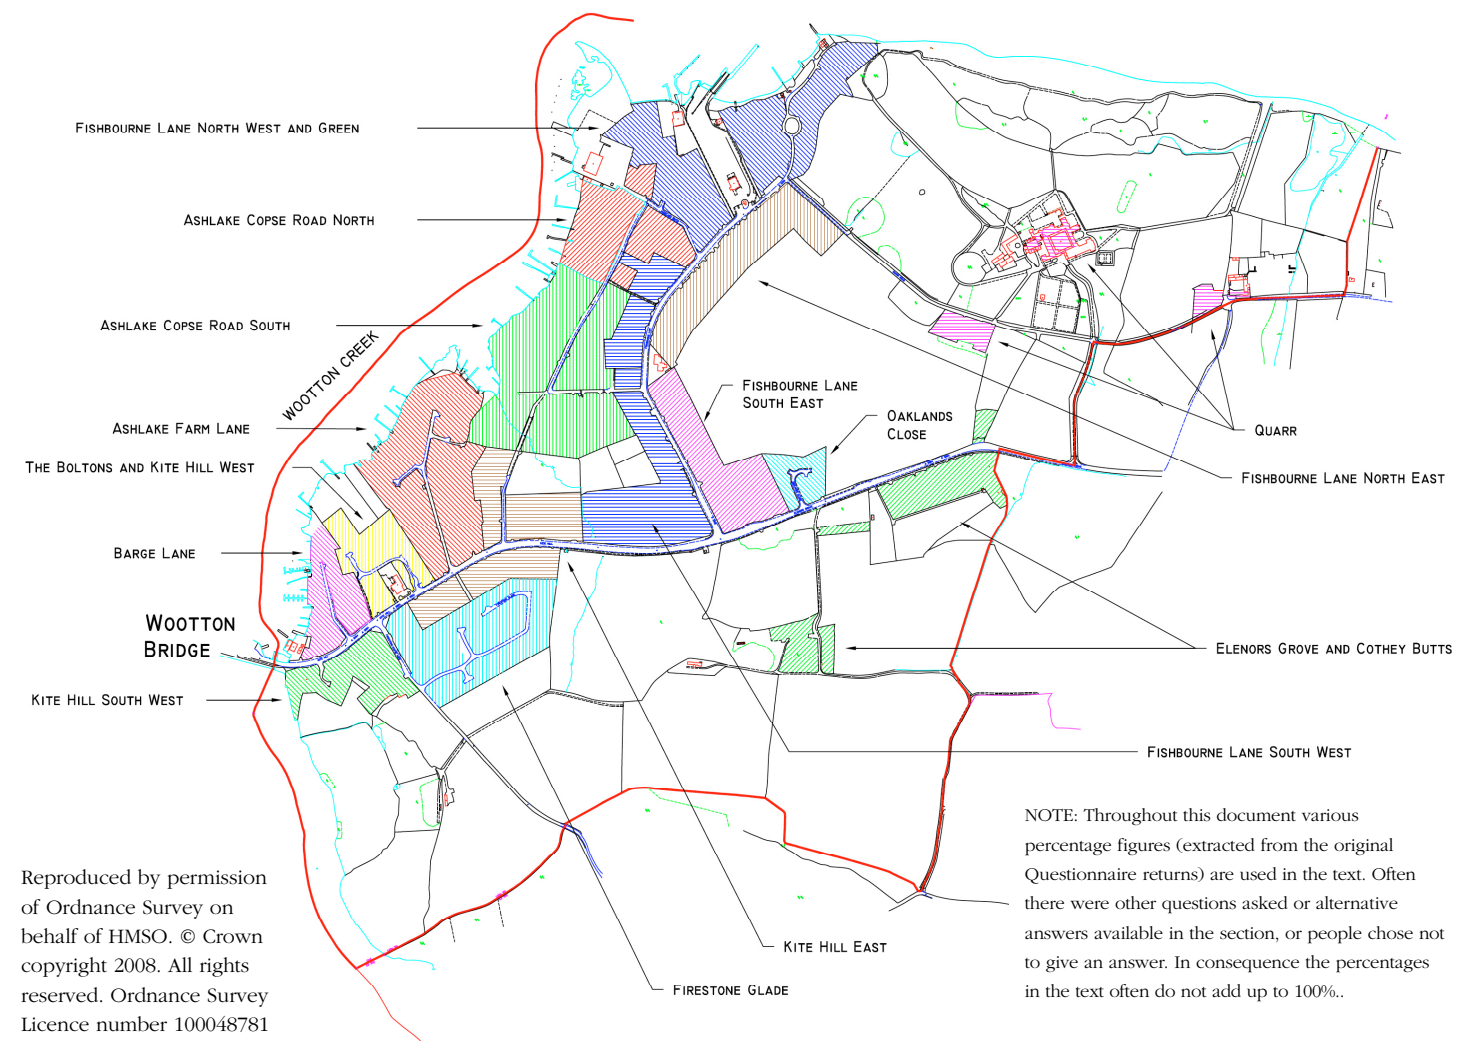 Fishbourne Lane North West and Green
Ashlake Copse Road North
Ashlake Copse Road South
Wootton Creek
Fishbourne Lane
South East
Oaklands
Close
Ashlake Farm Lane
Quarr
The Boltons and Kite Hill West
Fishbourne Lane North East
Barge Lane
Wootton
Bridge
Elenors Grove and Cothey Butts
Kite Hill South West
Fishbourne Lane South West
Kite Hill East
Firestone Glade
NOTE: Throughout this document various
percentage figures (extracted from the original
Questionnaire returns) are used in the text. Often
there were other questions asked or alternative
answers available in the section, or people chose not
to give an answer. In consequence the percentages
in the text often do not add up to 100%..
Reproduced by permission
of Ordnance Survey on
behalf of HMSO. © Crown
copyright 2008. All rights
reserved. Ordnance Survey
Licence number 100048781